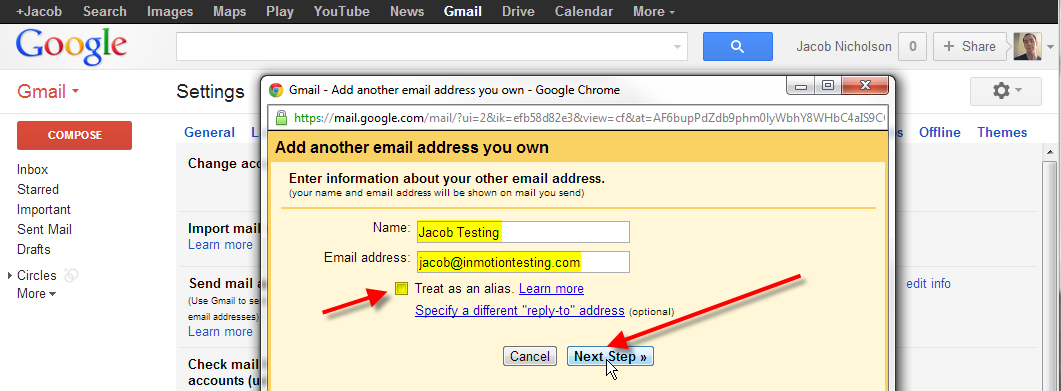 +Jacob Search Images Maps Play YouTube News Gmail Drive Calendar More
Google
Jacob Nicholson 0 + Share
Gmail
Settings
Gmail - Add another email address you own - Google Chrome
COMPOSE
https://mail.google.com/mail/?ui=2&ik=efb58d82e3&view=cf&at=
General
Offline Themes
Add another email address you own
Inbox
Starred
Important
Sent Mail
Drafts
Circles
More
Change
Enter information about your other email address.
(your name and email address will be shown on mail you send)
Import mail
Learn more
Name: Jacob Testing
Email address: jacob@inmotiontesting.com
Send mail
(Use Gmail to
email addresses)
Learn more
Treat as an alias. Learn more
edit info
Specify a different "reply-to" address (optional)
Cancel Next Step »
Check mail
accounts